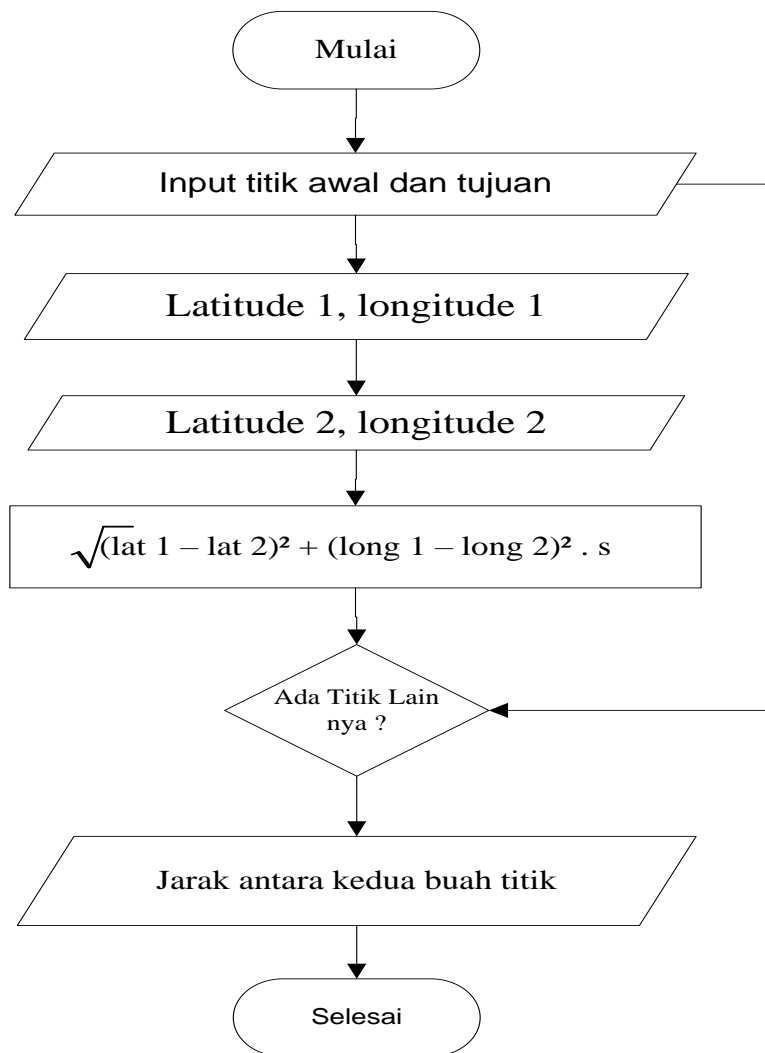 Mulai
Input titik awal dan tujuan
Latitude 1, longitude 1
Latitude 2, longitude 2
√(lat 1 – lat 2)² + (long 1 – long 2)² . s
Ada Titik Lain
nya ?
Jarak antara kedua buah titik
Selesai